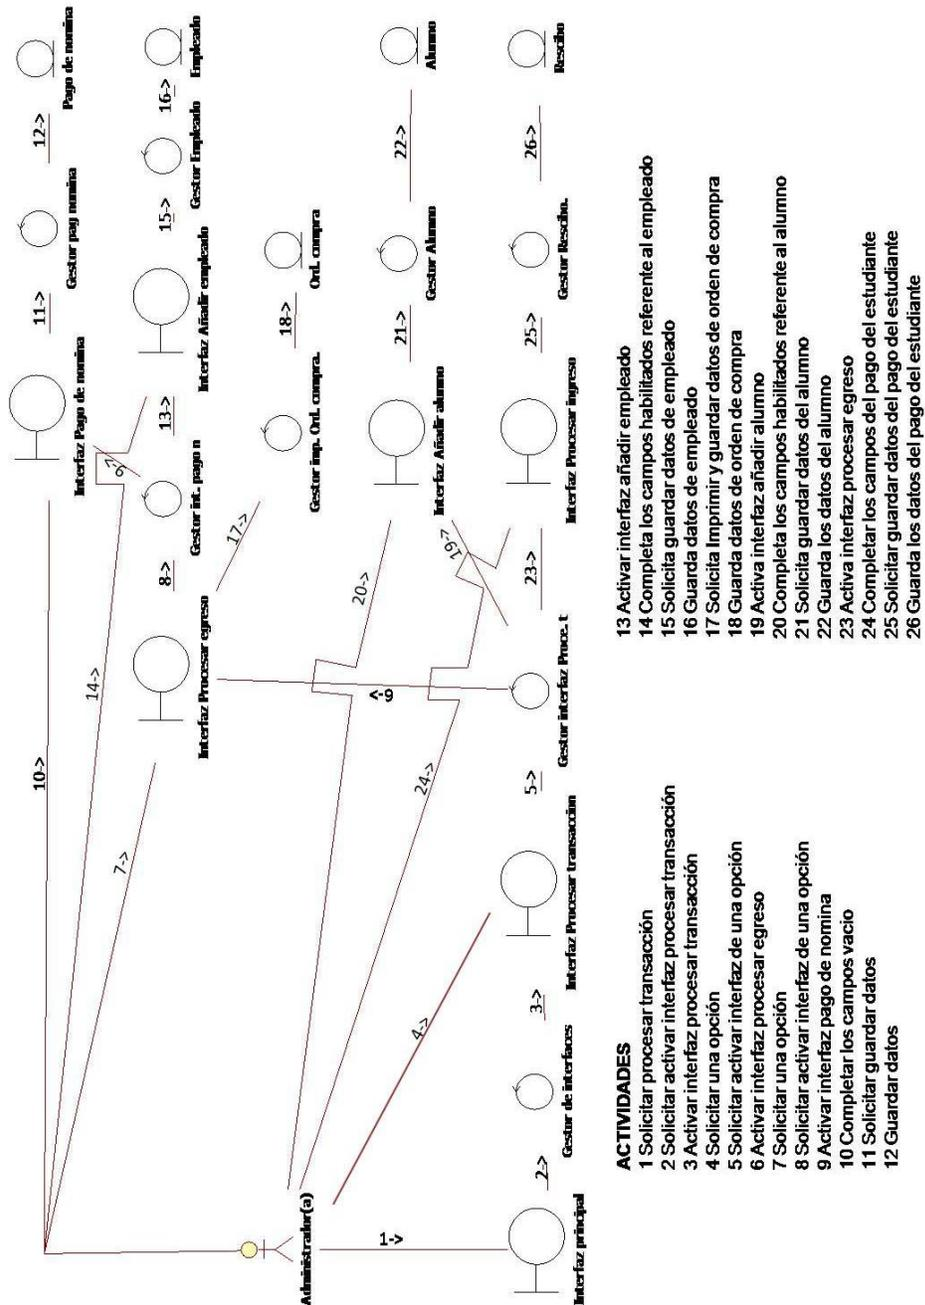 10->
14->
7->
Interfaz Pago de nomina
11->
Gestor pag nomina
12->
Pago de nomina
9->
Interfaz Procesar egreso
8->
Gestor int. pago n
13->
Interfaz Añadir empleado
15->
Gestor Empleado
16->
Empleado
17->
Gestor imp. Ord. compra.
18->
Ord. compra
20->
24->
Interfaz Añadir alumno
21->
Gestor Alumno
22->
Alumno
Administrador(a)
1->
4->
<-6
19->
Interfaz principal
2->
Gestor de interfaces
3->
Interfaz Procesar transaccion
5->
Gestor interfaz Proce. t
23->
Interfaz Procesar ingreso
25->
Gestor Rescibo.
26->
Rescibo
ACTIVIDADES
1 Solicitar procesar transacción
2 Solicitar activar interfaz procesar transacción
3 Activar interfaz procesar transacción
4 Solicitar una opción
5 Solicitar activar interfaz de una opción
6 Activar interfaz procesar egreso
7 Solicitar una opción
8 Solicitar activar interfaz de una opción
9 Activar interfaz pago de nomina
10 Completar los campos vacio
11 Solicitar guardar datos
12 Guardar datos
13 Activar interfaz añadir empleado
14 Completa los campos habilitados referente al empleado
15 Solicita guardar datos de empleado
16 Guarda datos de empleado
17 Solicita Imprimir y guardar datos de orden de compra
18 Guarda datos de orden de compra
19 Activa interfaz añadir alumno
20 Completa los campos habilitados referente al alumno
21 Solicita guardar datos del alumno
22 Guarda los datos del alumno
23 Activa interfaz procesar egreso
24 Completar los campos del pago del estudiante
25 Solicitar guardar datos del pago del estudiante
26 Guarda los datos del pago del estudiante